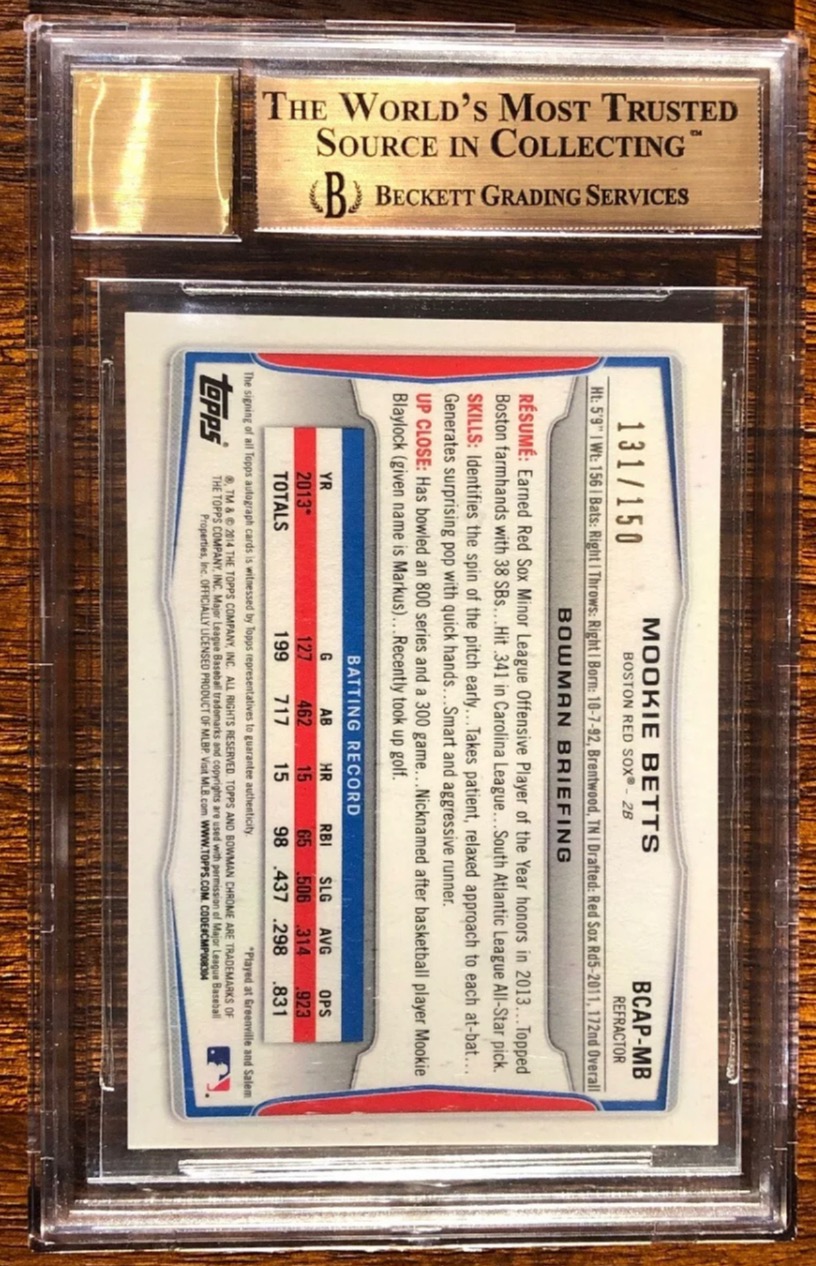 THE WORLD'S MOST TRUSTED
SOURCE IN COLLECTING™
B BECKETT GRADING SERVICES
131/150
MOOKIE BETTS
BOSTON RED SOX® – 2B
BCAP-MB
REFRACTOR
Ht: 5'9" | Wt: 156 | Bats: Right | Throws: Right | Born: 10-7-92, Brentwood, TN | Drafted: Red Sox Rd5-2011, 172nd Overall
BOWMAN BRIEFING
RÉSUMÉ: Earned Red Sox Minor League Offensive Player of the Year honors in 2013...Topped
Boston farmhands with 38 SBs...Hit .341 in Carolina League...South Atlantic League All-Star pick.
SKILLS: Identifies the spin of the pitch early...Takes patient, relaxed approach to each at-bat...
Generates surprising pop with quick hands...Smart and aggressive runner.
UP CLOSE: Has bowled an 800 series and a 300 game...Nicknamed after basketball player Mookie
Blaylock (given name is Markus)...Recently took up golf.
BATTING RECORD
YR G AB HR RBI SLG AVG OPS
2013* 127 462 15 65 .506 .314 .923
TOTALS 199 717 15 98 .437 .298 .831
*Played at Greenville and Salem
The signing of all Topps autograph cards is witnessed by Topps representatives to guarantee authenticity.
topps®
®, TM & © 2014 THE TOPPS COMPANY, INC. ALL RIGHTS RESERVED. TOPPS AND BOWMAN CHROME ARE TRADEMARKS OF
THE TOPPS COMPANY, INC. Major League Baseball trademarks and copyrights are used with permission of Major League Baseball
Properties, Inc. OFFICIALLY LICENSED PRODUCT OF MLBP. Visit MLB.com WWW.TOPPS.COM. CODE#CMP008304